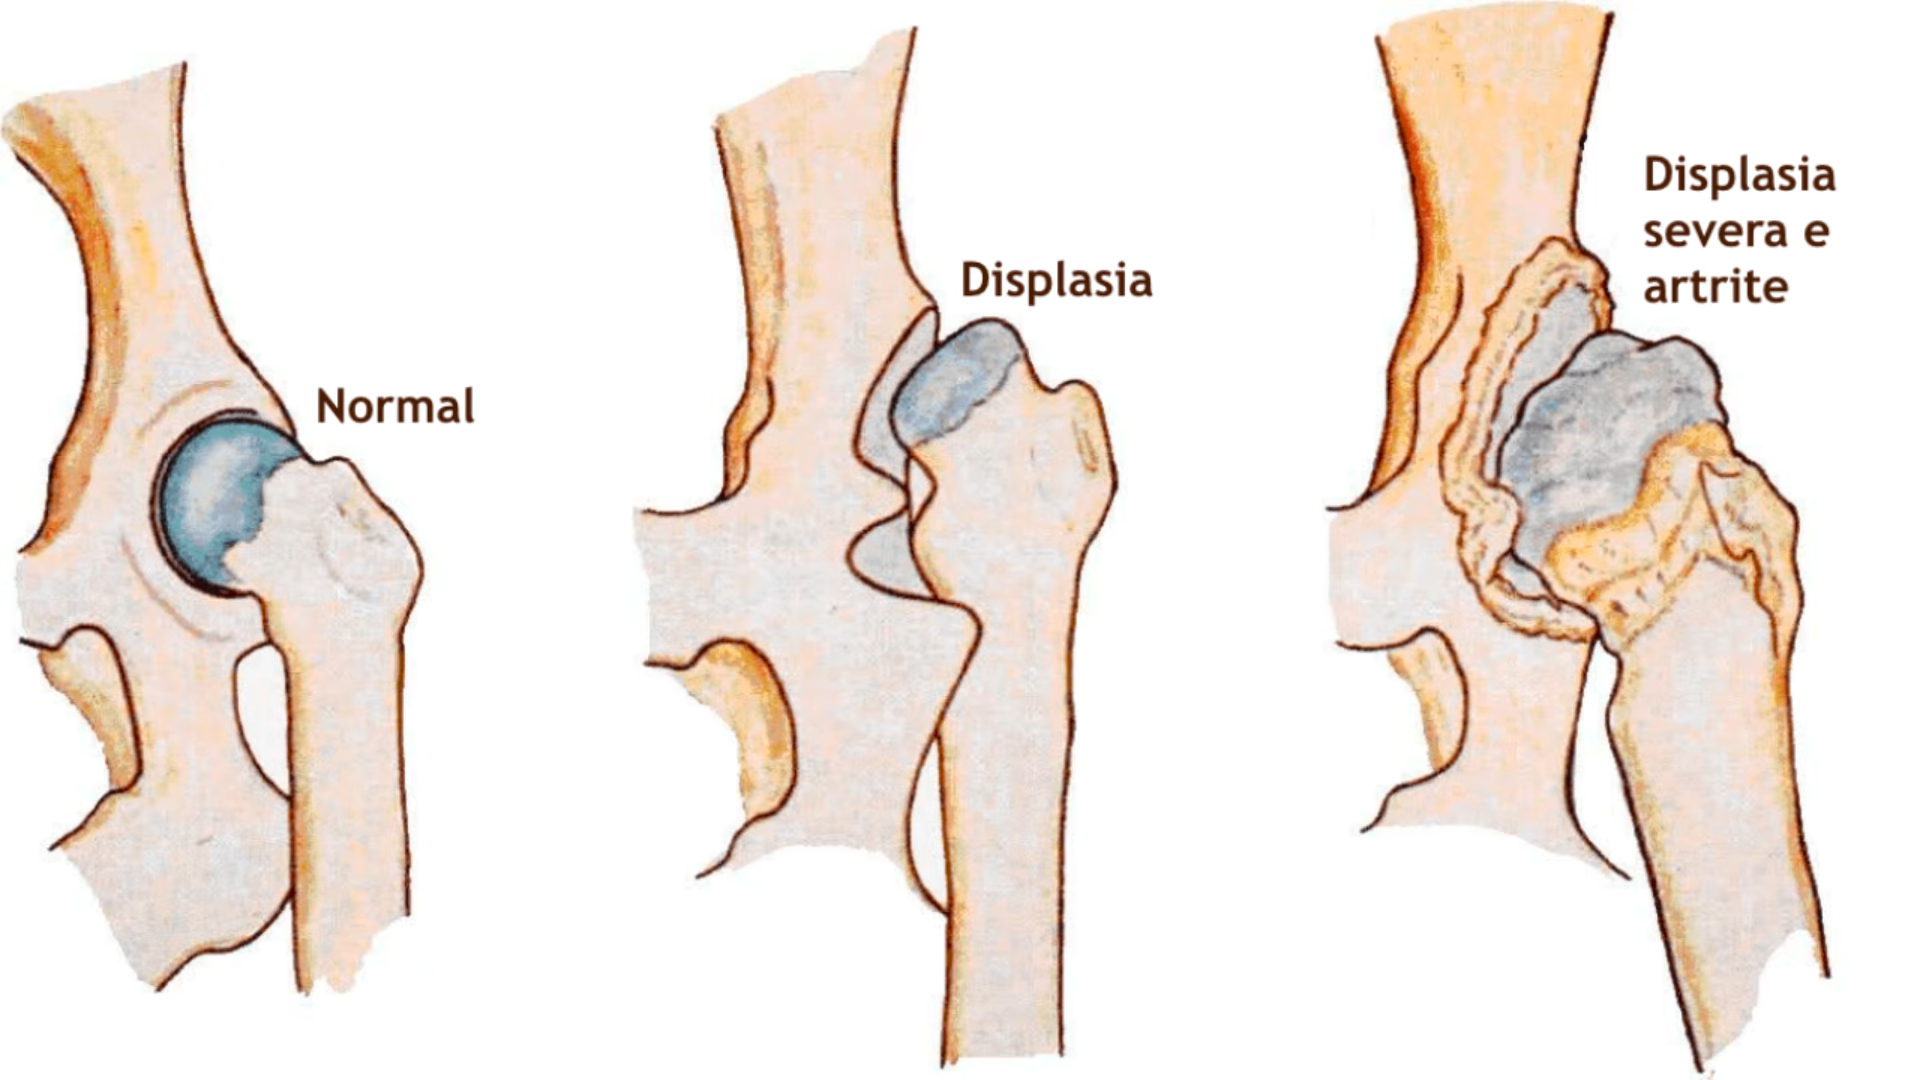 Normal
Displasia
Displasia
severa e
artrite